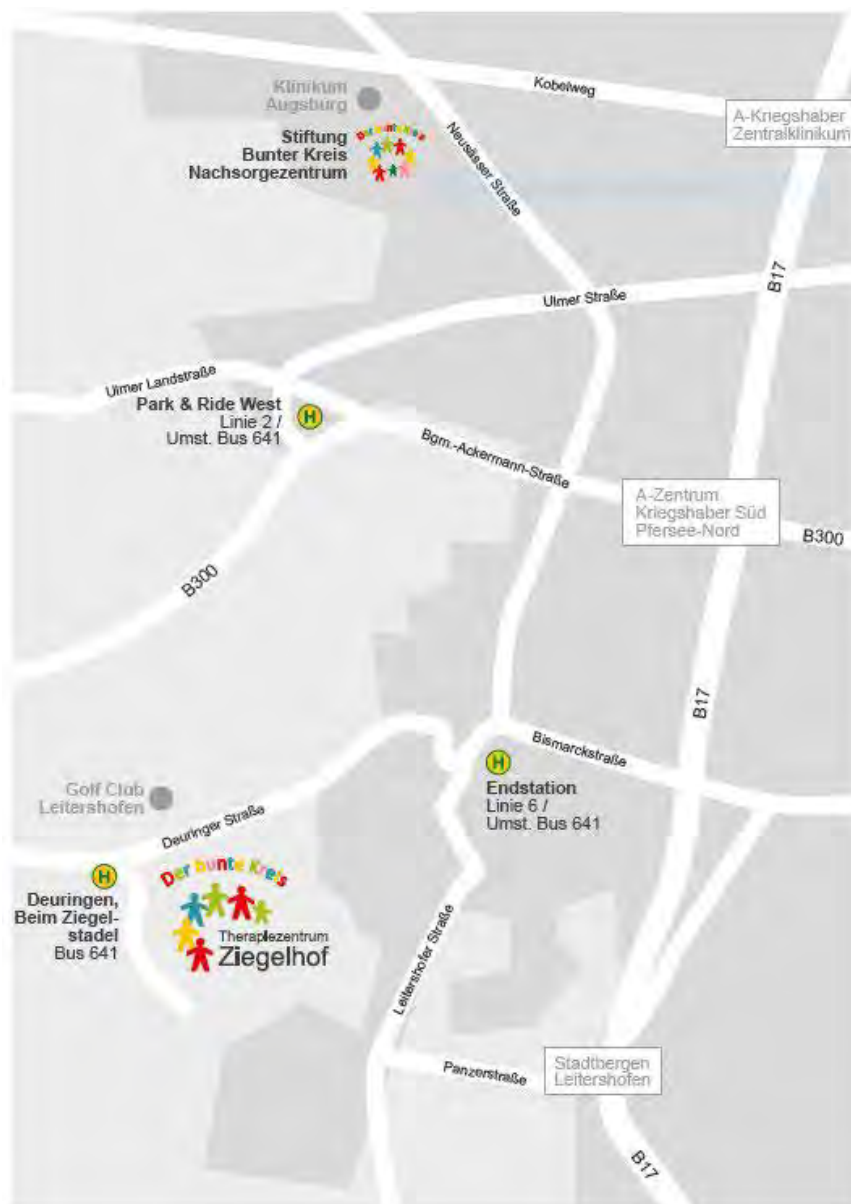 Kobelweg
Klinikum
Augsburg
A-Kriegshaber
Zentralklinikum
Der bunte Kreis
Stiftung
Bunter Kreis
Nachsorgezentrum
Neusässer Straße
B17
Ulmer Straße
Ulmer Landstraße
Park & Ride West
Linie 2 /
Umst. Bus 641
H
Bgm.-Ackermann-Straße
A-Zentrum
Kriegshaber Süd
Pfersee-Nord
B300
B300
B17
Bismarckstraße
H
Endstation
Linie 6 /
Umst. Bus 641
Golf Club
Leitershofen
Deuringer Straße
H
Deuringen,
Beim Ziegel-
stadel
Bus 641
Der bunte Kreis
Therapiezentrum
Ziegelhof
Leitershofer Straße
Panzerstraße
Stadtbergen
Leitershofen
B17